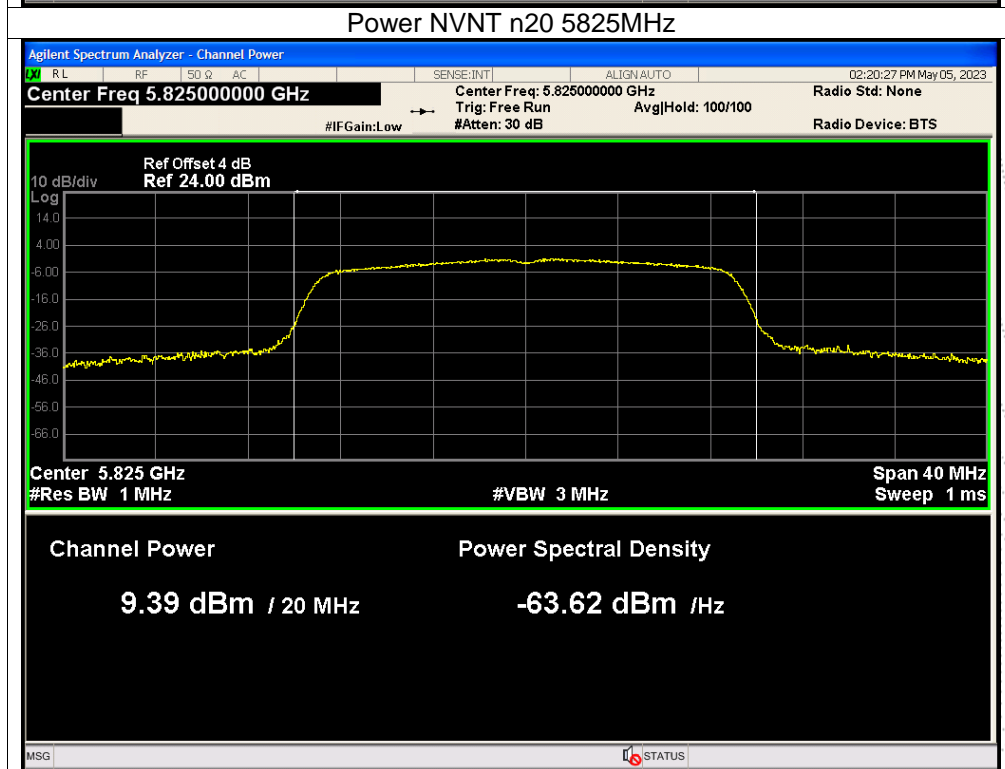 Power NVNT n20 5825MHz
Agilent Spectrum Analyzer - Channel Power
LXI RL RF 50 Ω AC SENSE:INT ALIGN AUTO 02:20:27 PM May 05, 2023
Center Freq 5.825000000 GHz Center Freq: 5.825000000 GHz Radio Std: None
Trig: Free Run Avg|Hold: 100/100
#IFGain:Low #Atten: 30 dB Radio Device: BTS
Ref Offset 4 dB
10 dB/div Ref 24.00 dBm
Log
14.0
4.00
-6.00
-16.0
-26.0
-36.0
-46.0
-56.0
-66.0
Center 5.825 GHz Span 40 MHz
#Res BW 1 MHz #VBW 3 MHz Sweep 1 ms
Channel Power Power Spectral Density
9.39 dBm / 20 MHz -63.62 dBm /Hz
MSG STATUS